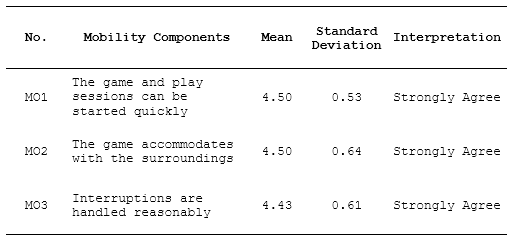 No. Mobility Components Mean Standard Deviation Interpretation
MO1 The game and play sessions can be started quickly 4.50 0.53 Strongly Agree
MO2 The game accommodates with the surroundings 4.50 0.64 Strongly Agree
MO3 Interruptions are handled reasonably 4.43 0.61 Strongly Agree